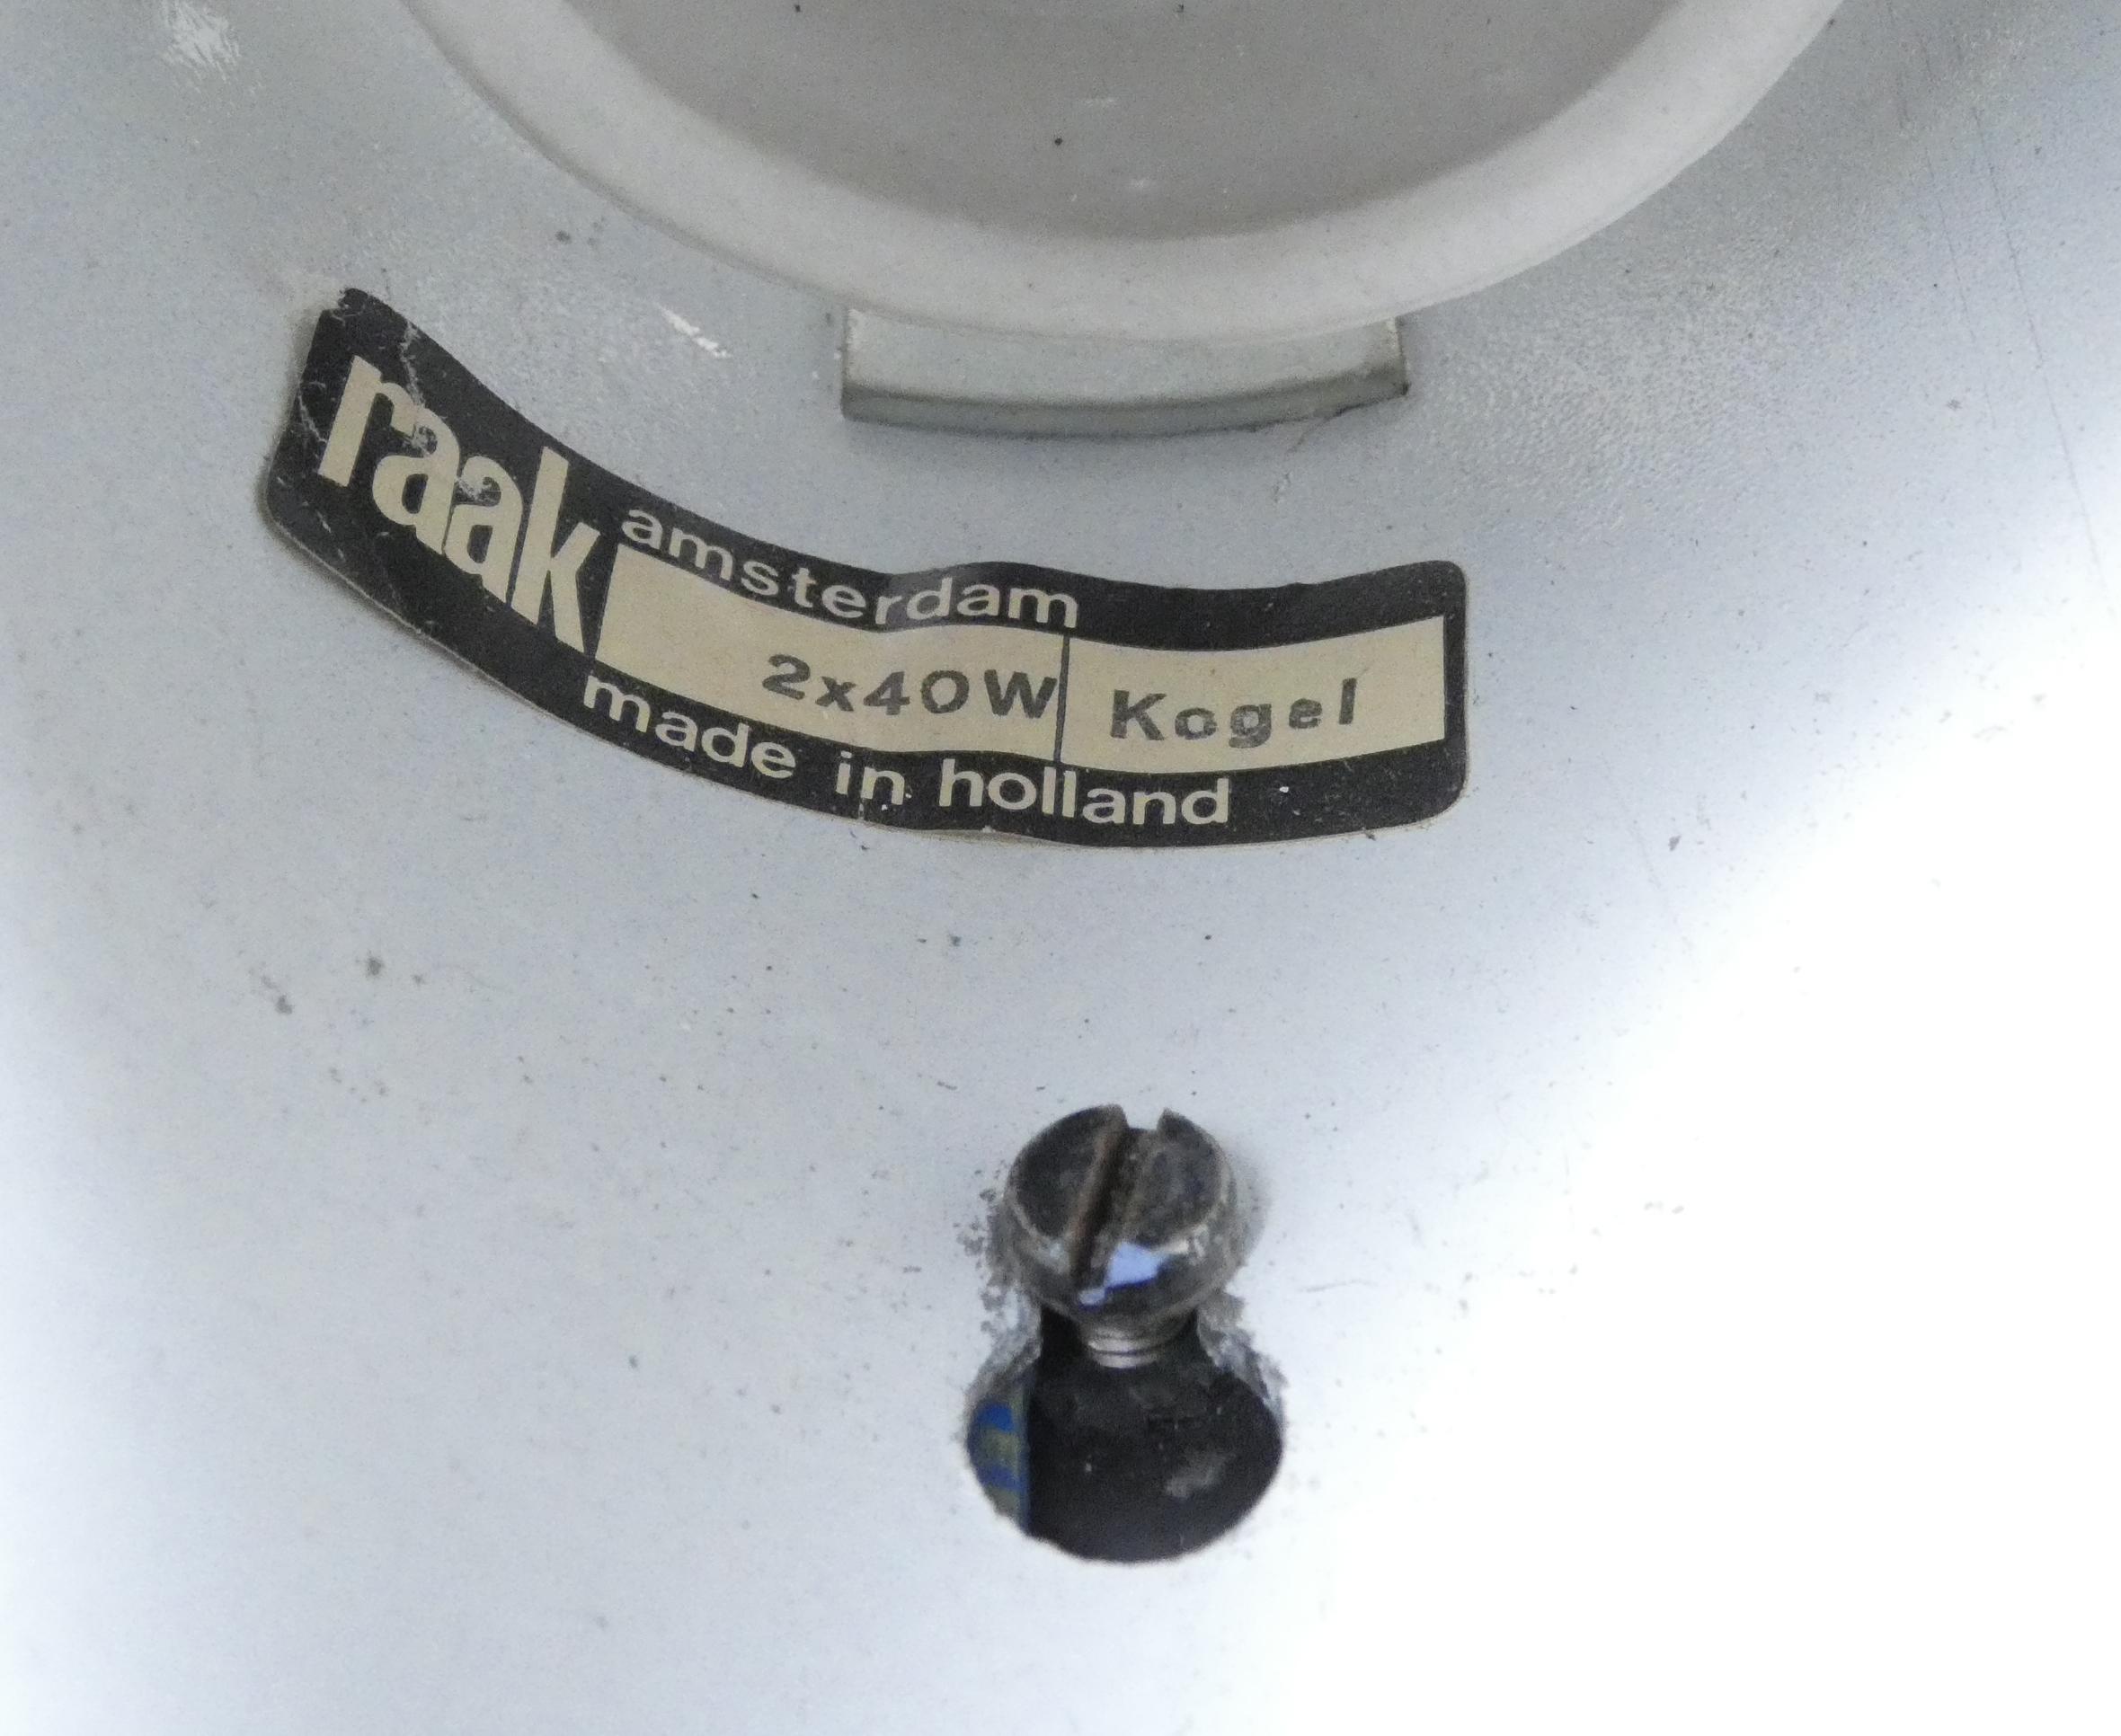 raak
amsterdam
2x40W Kogel
made in holland